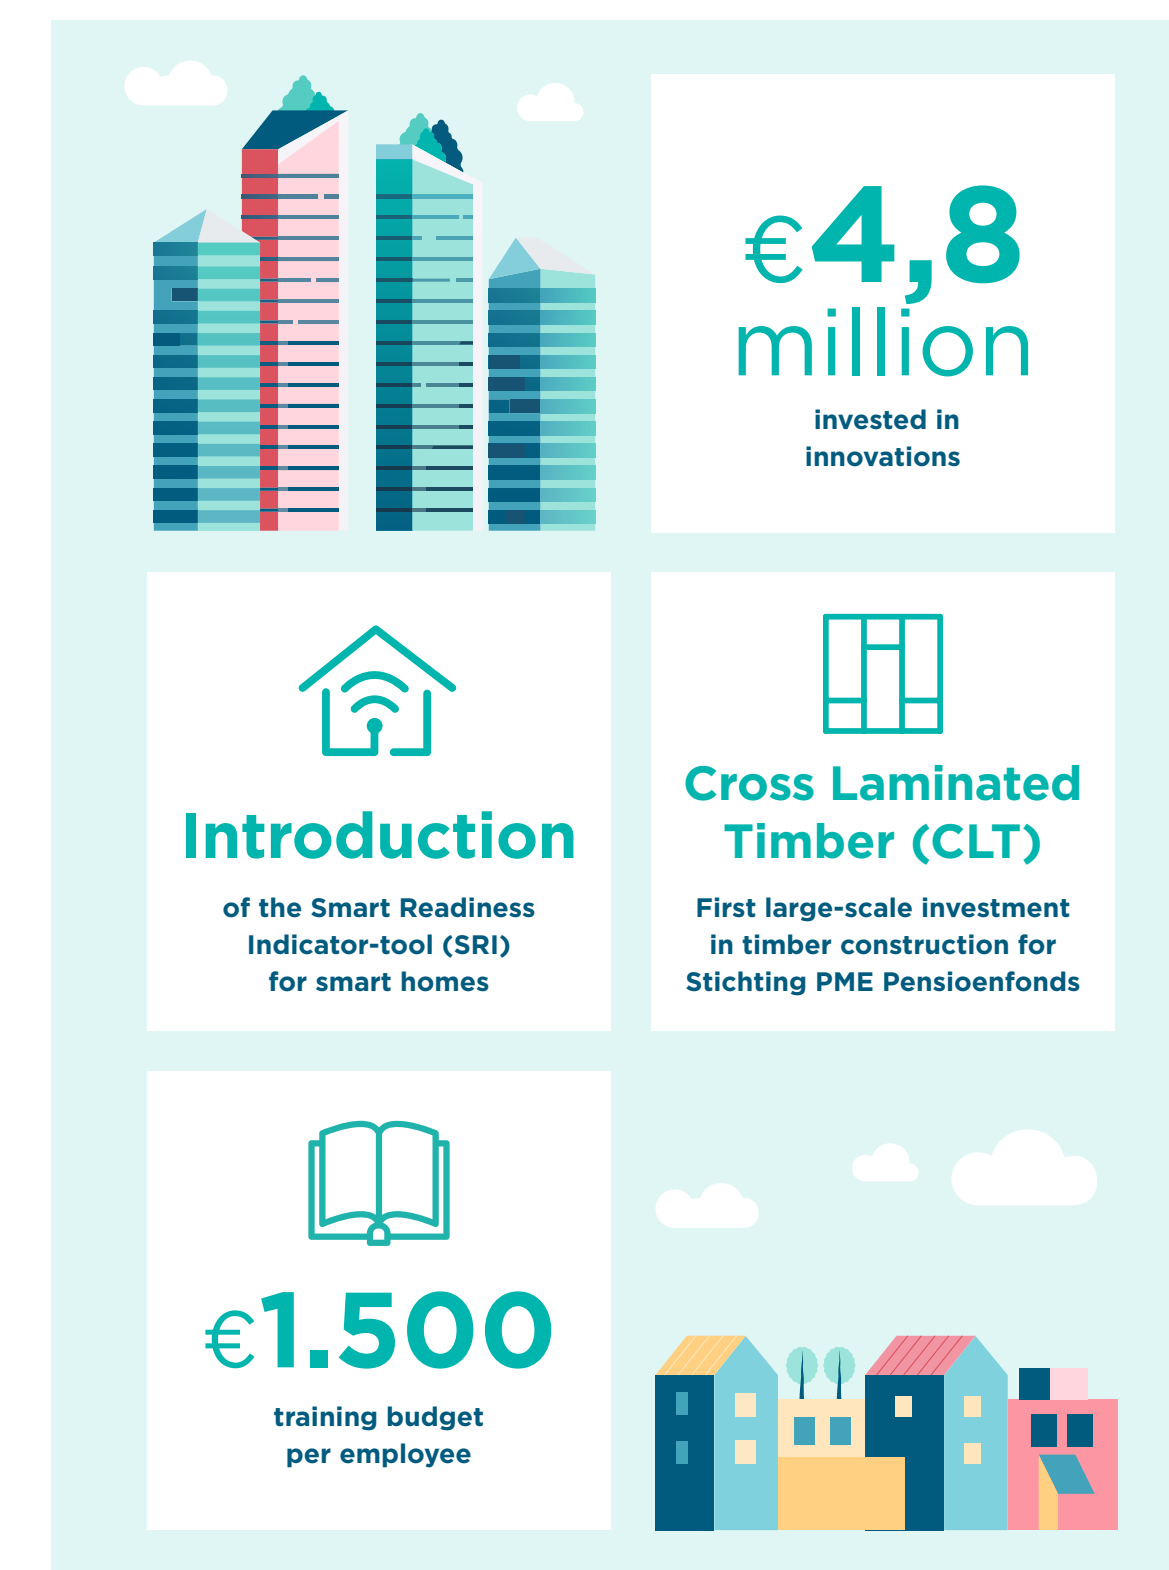 €4,8
million
invested in
innovations
Introduction
of the Smart Readiness
Indicator-tool (SRI)
for smart homes
Cross Laminated
Timber (CLT)
First large-scale investment
in timber construction for
Stichting PME Pensioenfonds
€1.500
training budget
per employee